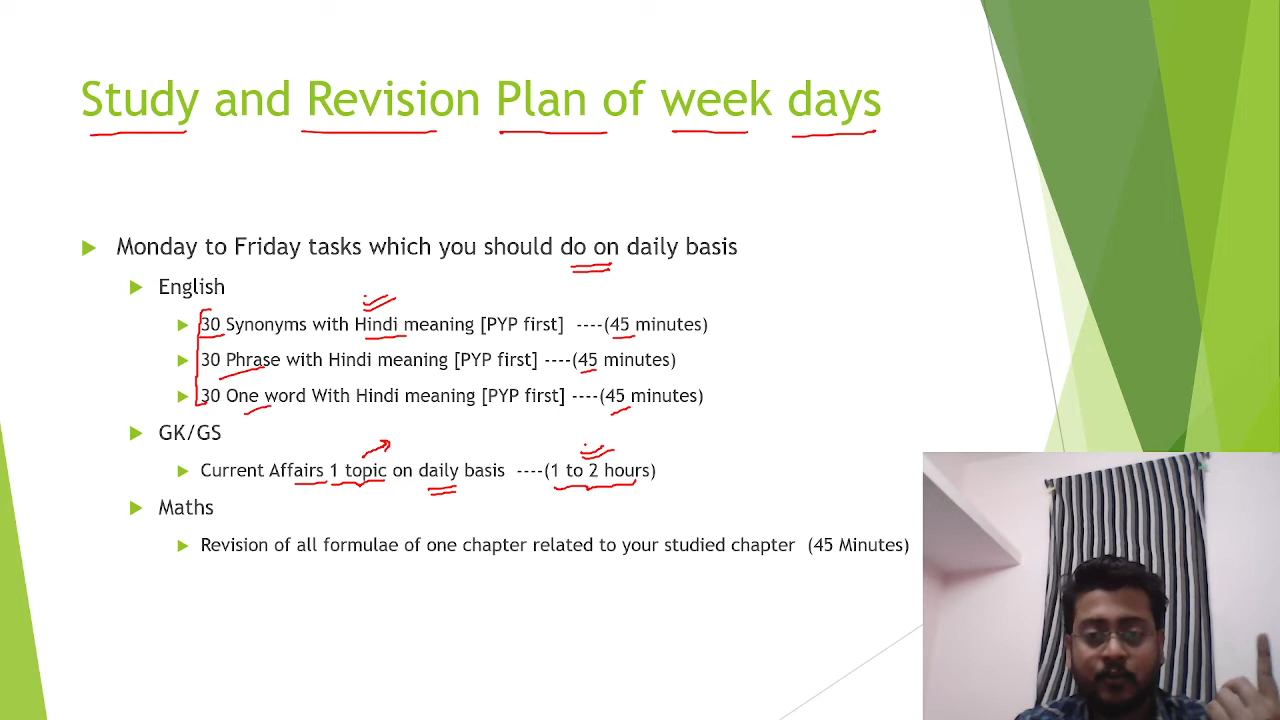 Study and Revision Plan of week days
Monday to Friday tasks which you should do on daily basis
English
30 Synonyms with Hindi meaning [PYP first] ----(45 minutes)
30 Phrase with Hindi meaning [PYP first] ----(45 minutes)
30 One word With Hindi meaning [PYP first] ----(45 minutes)
GK/GS
Current Affairs 1 topic on daily basis ----(1 to 2 hours)
Maths
Revision of all formulae of one chapter related to your studied chapter (45 Minutes)